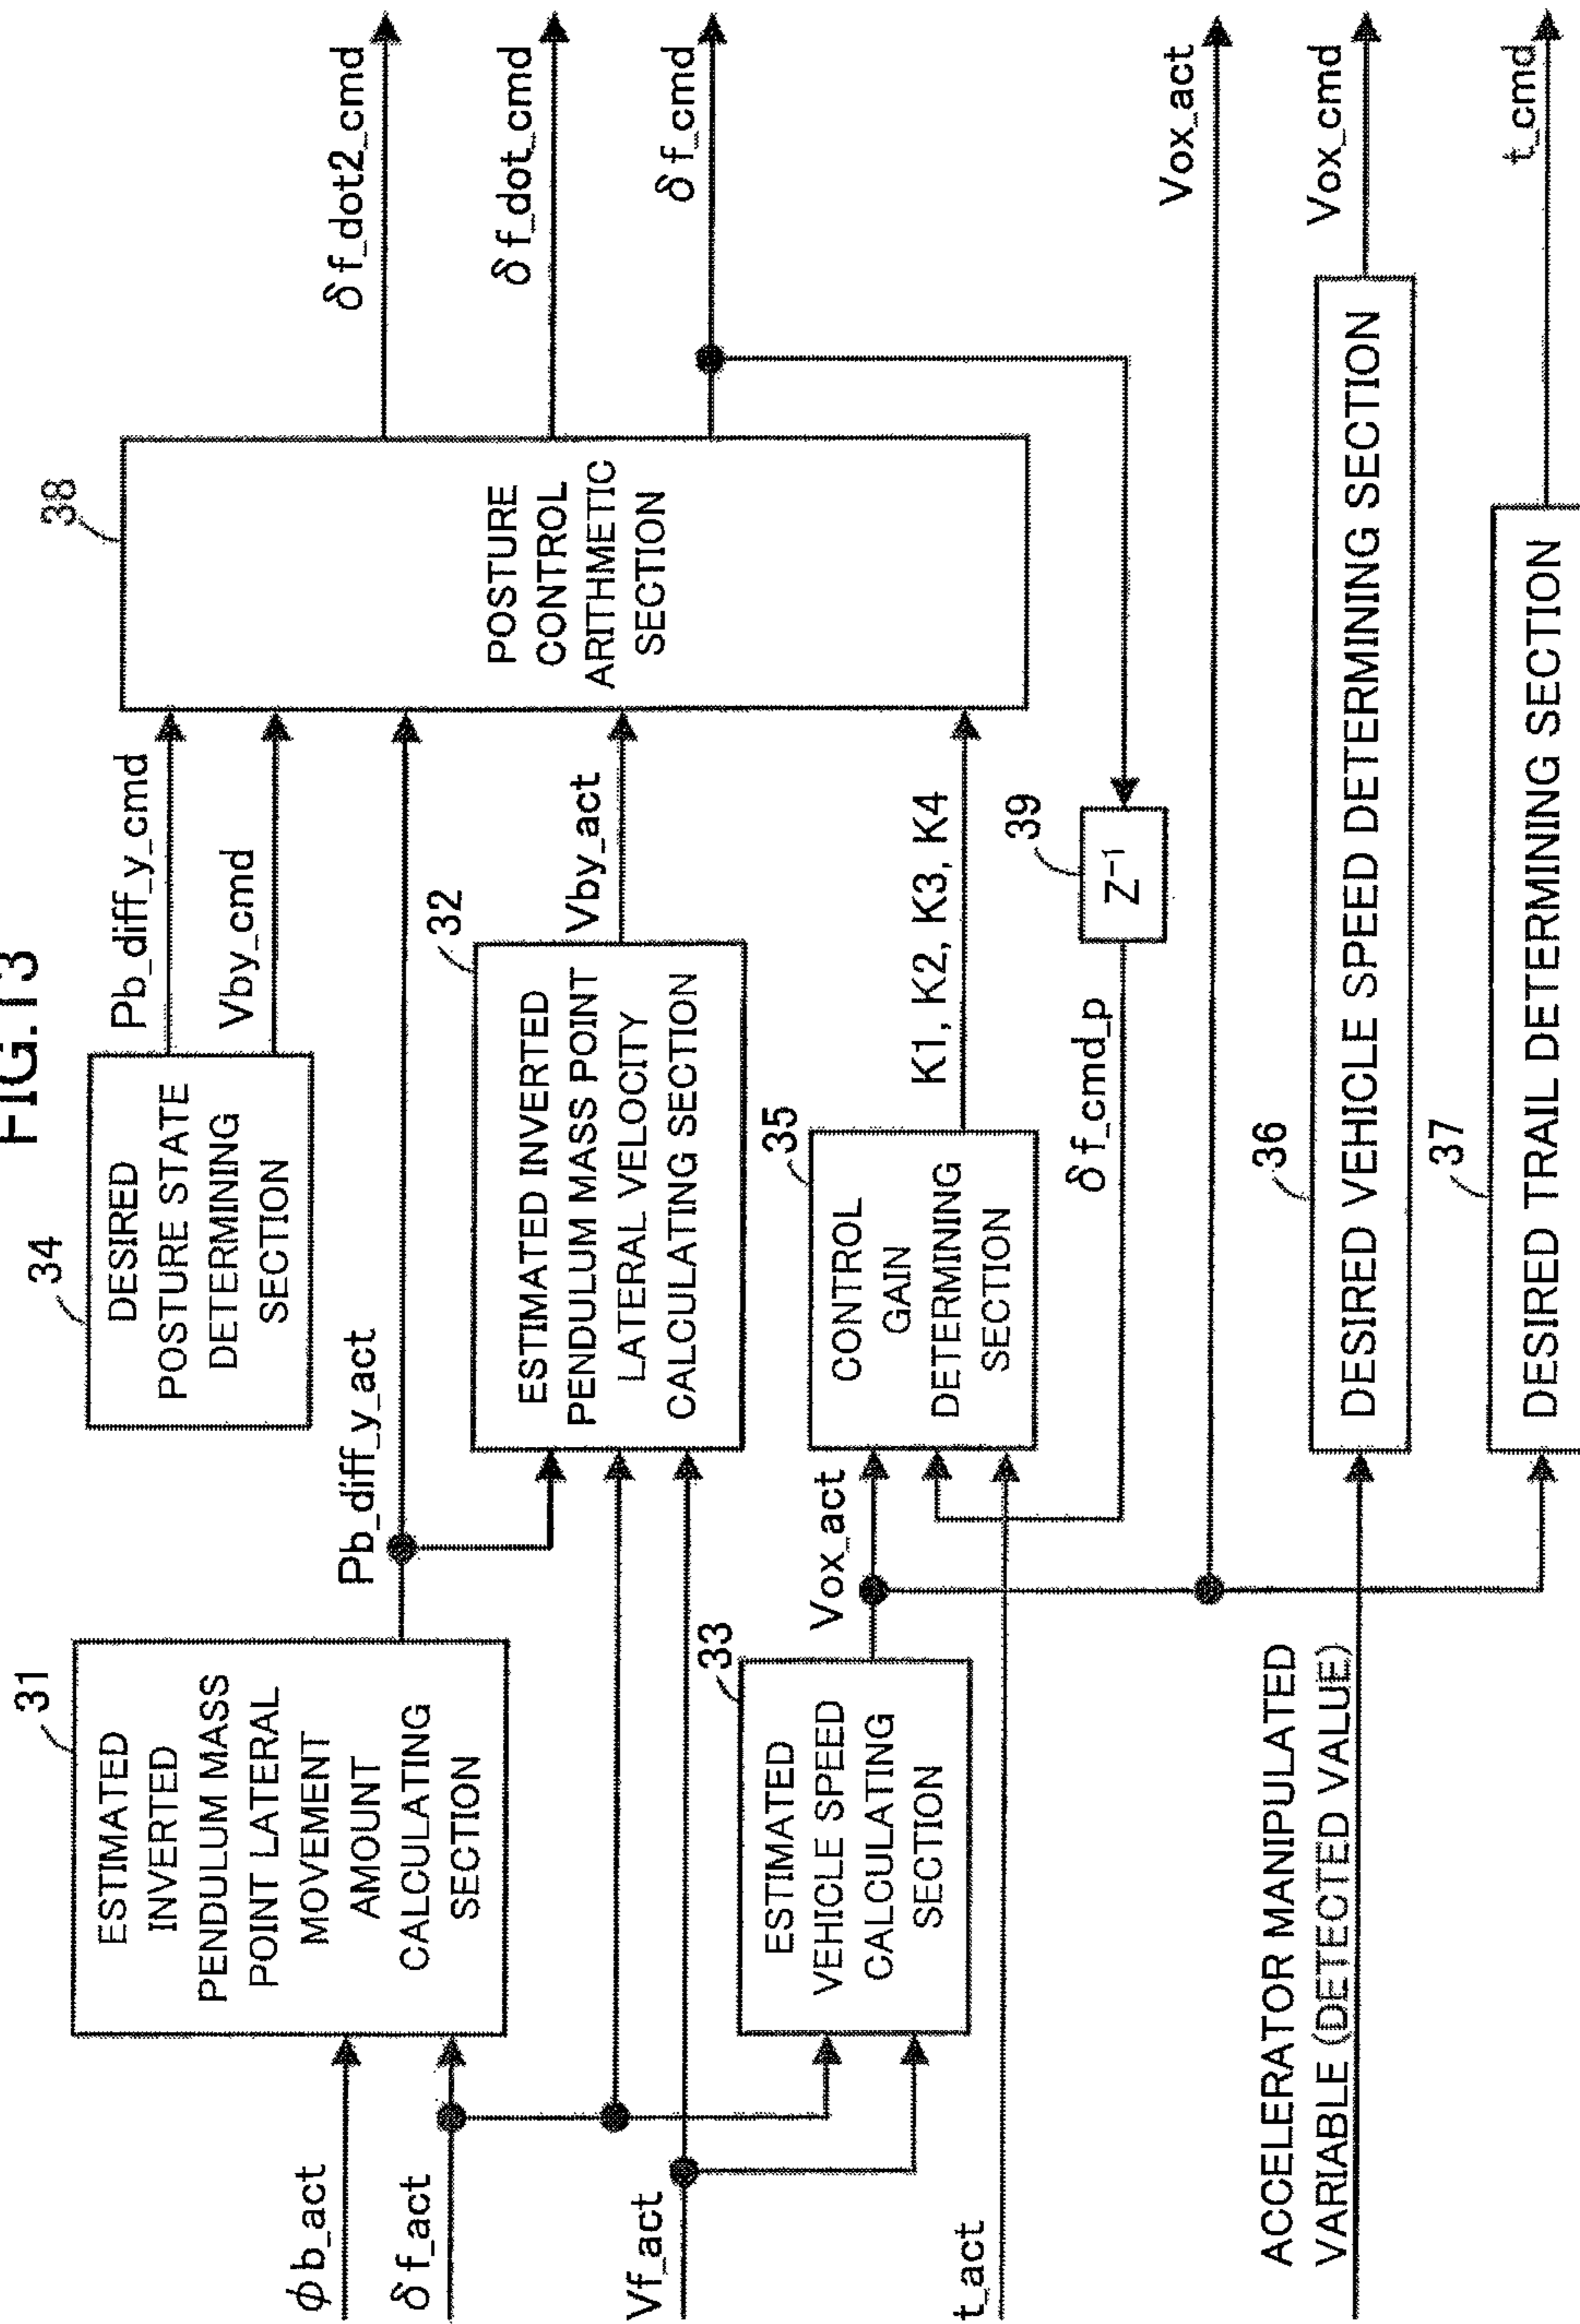 FIG.13
31
ESTIMATED
INVERTED
PENDULUM MASS
POINT LATERAL
MOVEMENT
AMOUNT
CALCULATING
SECTION
ϕb_act
δf_act
Vf_act
t_act
33
ESTIMATED
VEHICLE SPEED
CALCULATING
SECTION
ACCELERATOR MANIPULATED
VARIABLE (DETECTED VALUE)
34
DESIRED
POSTURE STATE
DETERMINING
SECTION
Pb_diff_y_cmd
Vby_cmd
Pb_diff_y_act
32
ESTIMATED INVERTED
PENDULUM MASS POINT
LATERAL VELOCITY
CALCULATING SECTION
Vby_act
Vox_act
35
CONTROL
GAIN
DETERMINING
SECTION
K1, K2, K3, K4
δf_cmd_p
39
Z⁻¹
36
DESIRED VEHICLE SPEED DETERMINING SECTION
37
DESIRED TRAIL DETERMINING SECTION
38
POSTURE
CONTROL
ARITHMETIC
SECTION
δf_dot2_cmd
δf_dot_cmd
δf_cmd
Vox_act
Vox_cmd
t_cmd